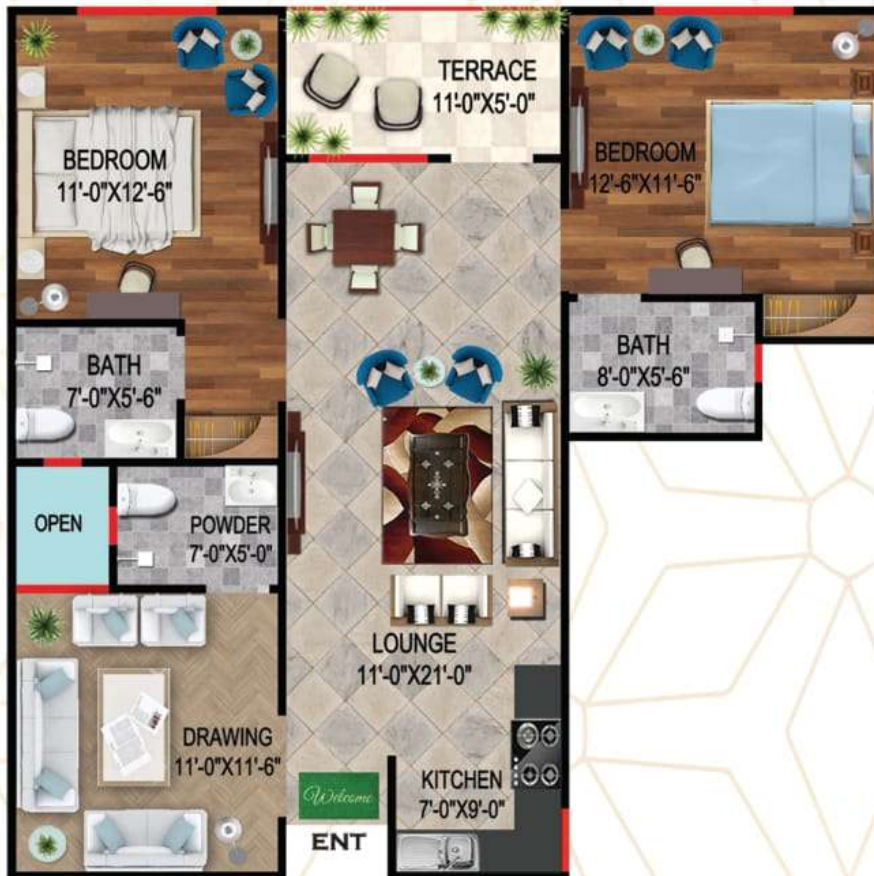 TERRACE
11'-0"X5'-0"
BEDROOM
11'-0"X12'-6"
BEDROOM
12'-6"X11'-6"
BATH
7'-0"X5'-6"
BATH
8'-0"X5'-6"
OPEN
POWDER
7'-0"X5'-0"
LOUNGE
11'-0"X21'-0"
DRAWING
11'-0"X11'-6"
KITCHEN
7'-0"X9'-0"
Welcome
ENT